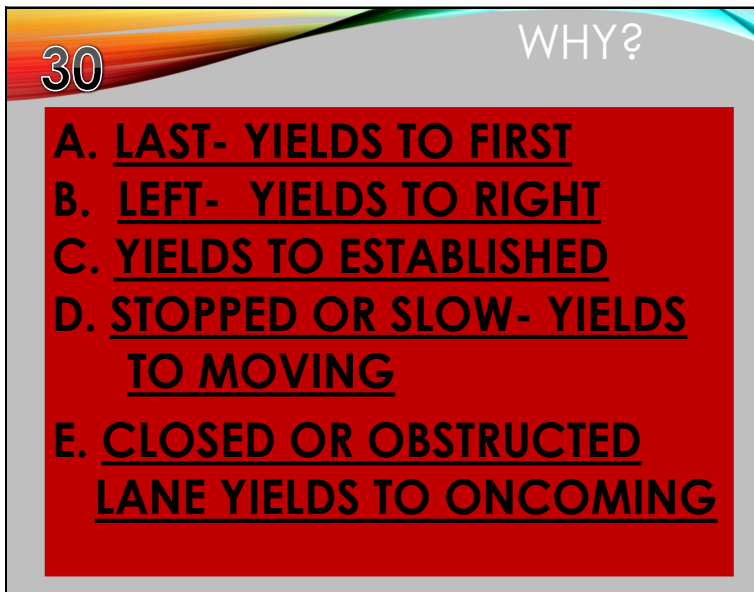 WHY?
30
A. LAST- YIELDS TO FIRST
B. LEFT- YIELDS TO RIGHT
C. YIELDS TO ESTABLISHED
D. STOPPED OR SLOW- YIELDS
TO MOVING
E. CLOSED OR OBSTRUCTED
LANE YIELDS TO ONCOMING